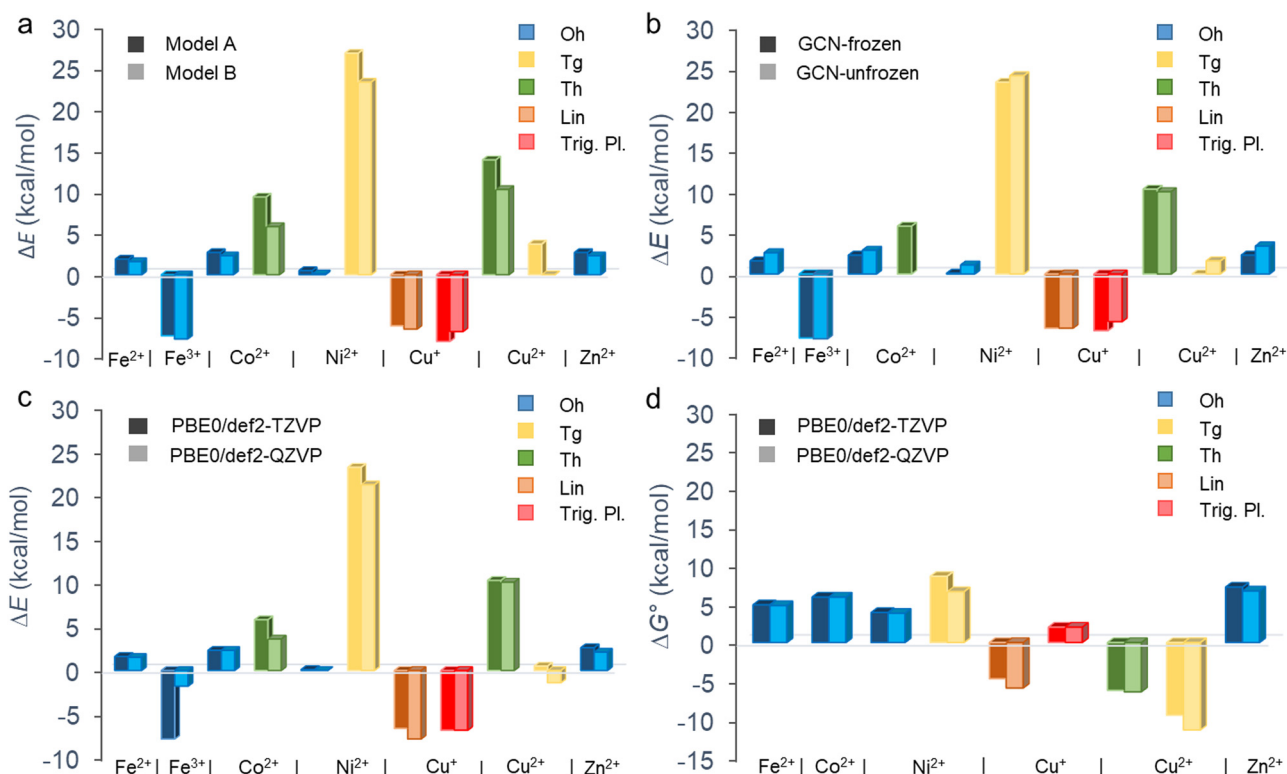 a
ΔE (kcal/mol)
30
25
20
15
10
5
0
-5
-10
Model A
Model B
Oh
Tg
Th
Lin
Trig. Pl.
Fe²⁺ | Fe³⁺ | Co²⁺ | Ni²⁺ | Cu⁺ | Cu²⁺ | Zn²⁺
b
ΔE (kcal/mol)
30
25
20
15
10
5
0
-5
-10
GCN-frozen
GCN-unfrozen
Oh
Tg
Th
Lin
Trig. Pl.
Fe²⁺ | Fe³⁺ | Co²⁺ | Ni²⁺ | Cu⁺ | Cu²⁺ | Zn²⁺
c
ΔE (kcal/mol)
30
25
20
15
10
5
0
-5
-10
PBE0/def2-TZVP
PBE0/def2-QZVP
Oh
Tg
Th
Lin
Trig. Pl.
Fe²⁺ | Fe³⁺ | Co²⁺ | Ni²⁺ | Cu⁺ | Cu²⁺ | Zn²⁺
d
ΔG° (kcal/mol)
30
25
20
15
10
5
0
-5
-10
-15
PBE0/def2-TZVP
PBE0/def2-QZVP
Oh
Tg
Th
Lin
Trig. Pl.
Fe²⁺ | Co²⁺ | Ni²⁺ | Cu⁺ | Cu²⁺ | Zn²⁺